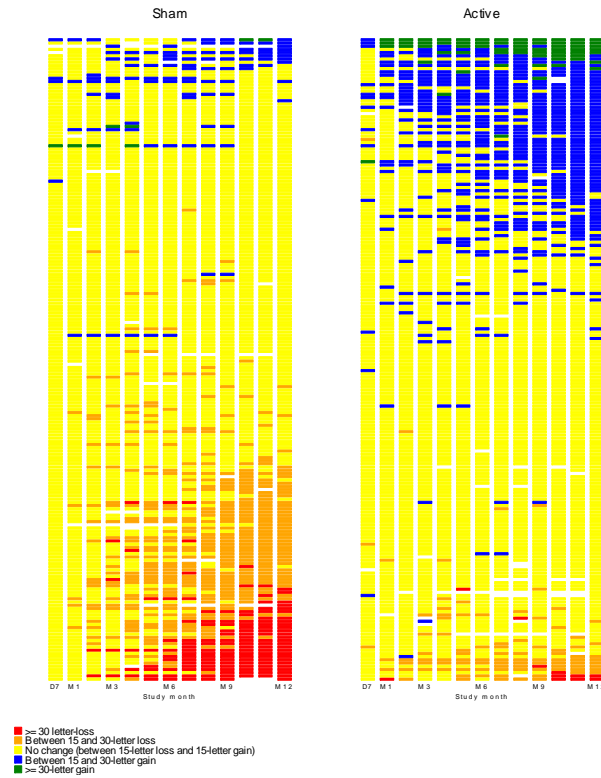 Sham Active
D7 M 1 M 3 M 6 M 9 M 12 D7 M 1 M 3 M 6 M 9
Study month Study month
>= 30 letter-loss
Between 15 and 30-letter loss
No change (between 15-letter loss and 15-letter gain)
Between 15 and 30-letter gain
>= 30-letter gain